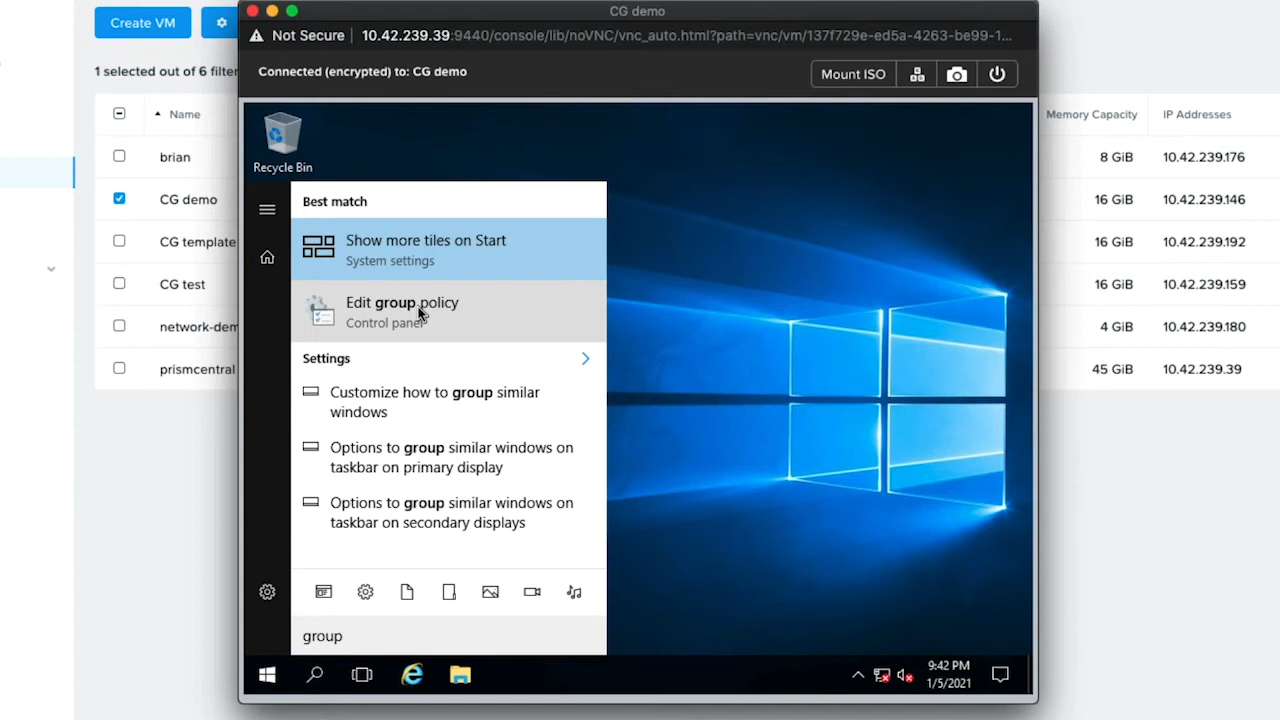 Create VM
CG demo
Not Secure | 10.42.239.39:9440/console/lib/noVNC/vnc_auto.html?path=vnc/vm/137f729e-ed5a-4263-be99-1...
1 selected out of 6 filter
Connected (encrypted) to: CG demo
Mount ISO
Name
Memory Capacity
IP Addresses
brian
8 GiB
10.42.239.176
CG demo
16 GiB
10.42.239.146
CG template
16 GiB
10.42.239.192
CG test
16 GiB
10.42.239.159
network-dem
4 GiB
10.42.239.180
prismcentral
45 GiB
10.42.239.39
Recycle Bin
Best match
Show more tiles on Start
System settings
Edit group policy
Control panel
Settings
Customize how to group similar
windows
Options to group similar windows on
taskbar on primary display
Options to group similar windows on
taskbar on secondary displays
group
9:42 PM
1/5/2021